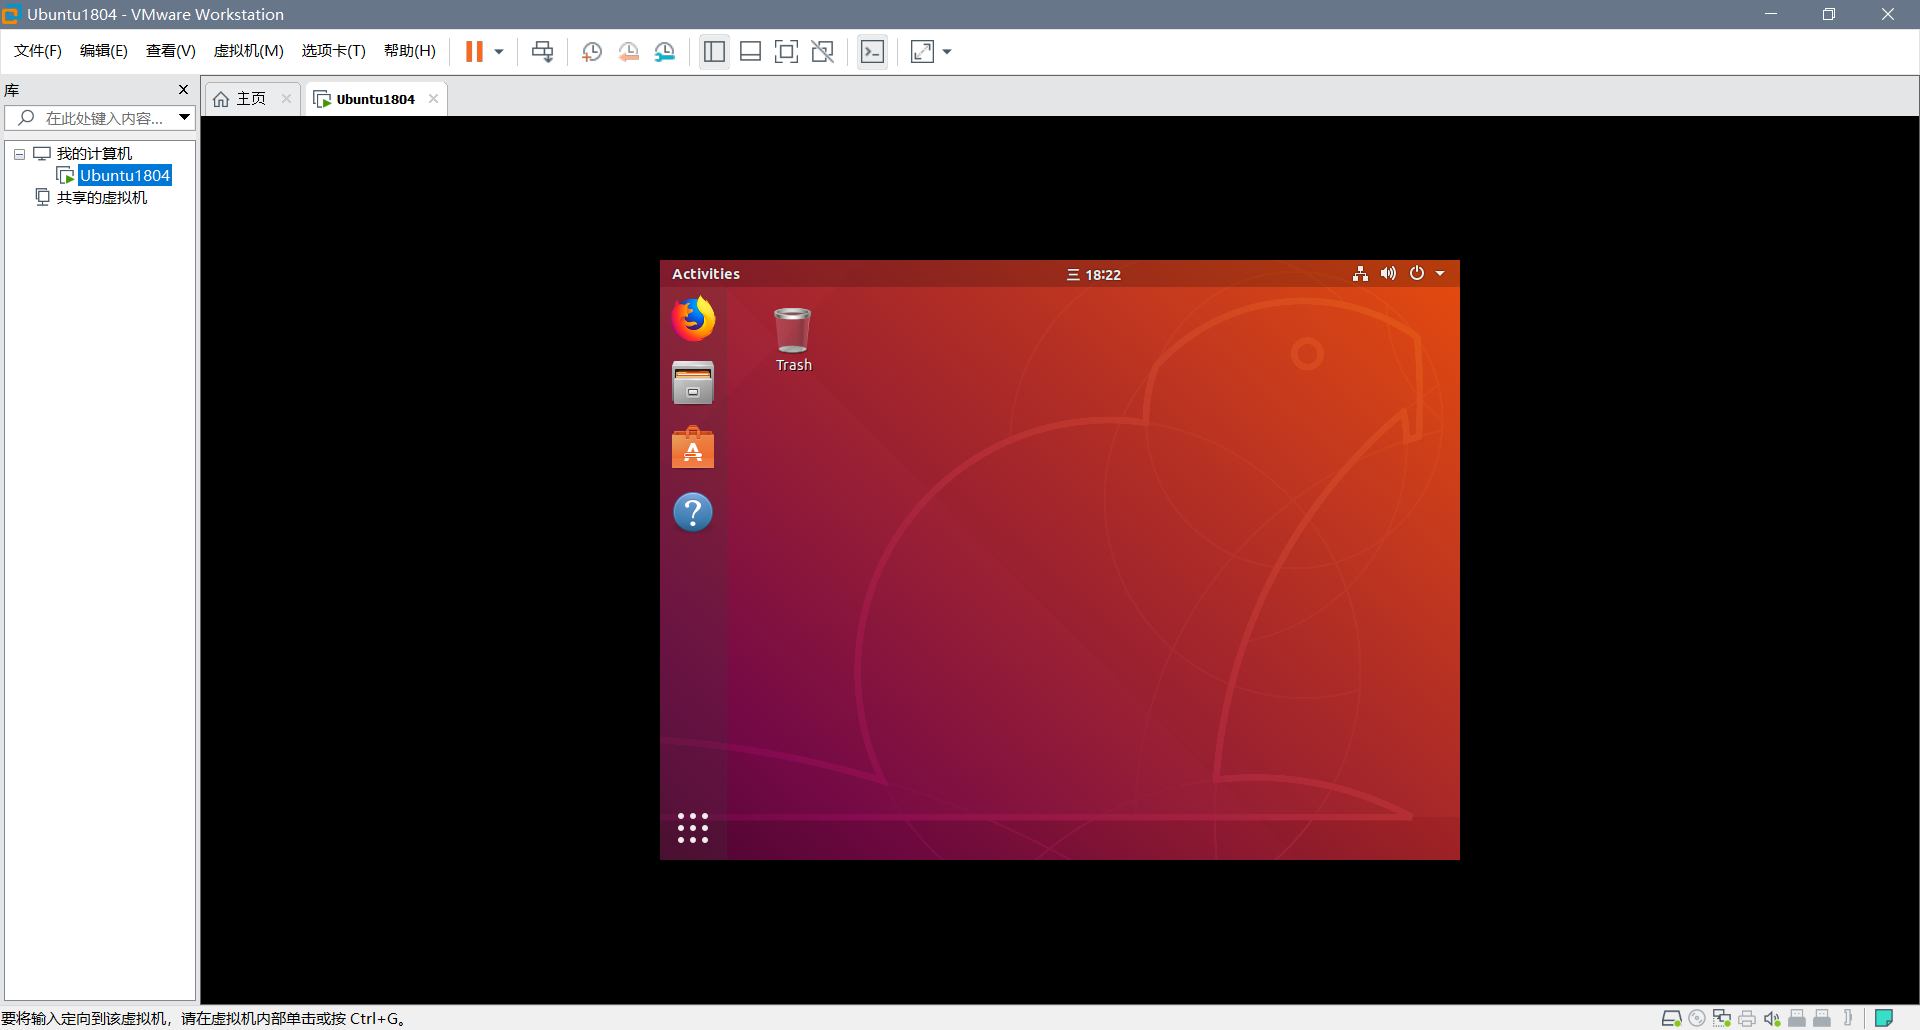 Ubuntu1804 - VMware Workstation
文件(F) 编辑(E) 查看(V) 虚拟机(M) 选项卡(T) 帮助(H)
库
在此处键入内容...
我的计算机
Ubuntu1804
共享的虚拟机
主页
Ubuntu1804
Activities
三 18:22
Trash
要将输入定向到该虚拟机，请在虚拟机内部单击或按 Ctrl+G。